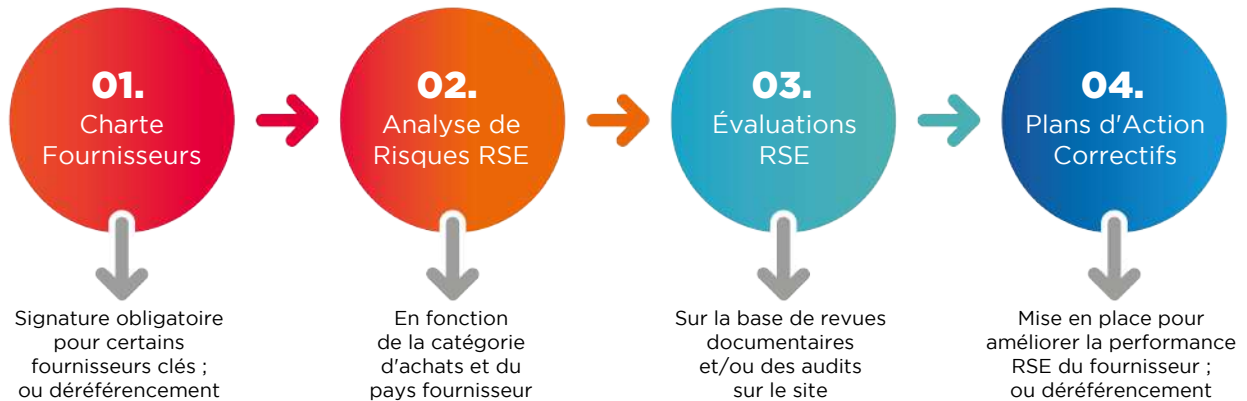 01.
Charte
Fournisseurs
Signature obligatoire
pour certains
fournisseurs clés ;
ou déréférencement
02.
Analyse de
Risques RSE
En fonction
de la catégorie
d'achats et du
pays fournisseur
03.
Évaluations
RSE
Sur la base de revues
documentaires
et/ou des audits
sur le site
04.
Plans d'Action
Correctifs
Mise en place pour
améliorer la performance
RSE du fournisseur ;
ou déréférencement